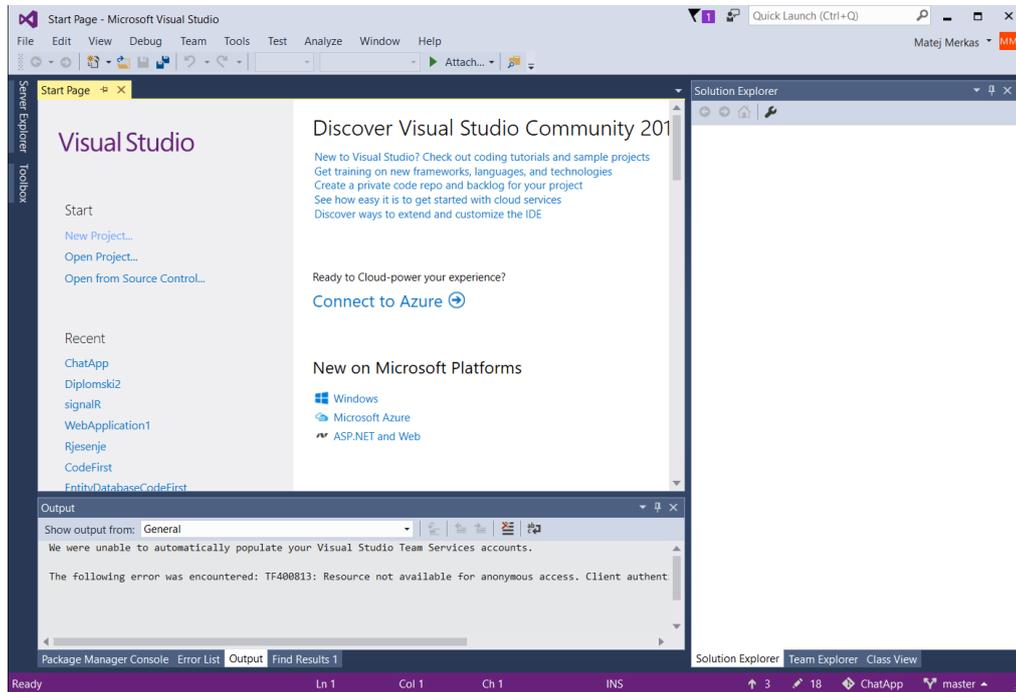 Start Page - Microsoft Visual Studio
1
Quick Launch (Ctrl+Q)
File Edit View Debug Team Tools Test Analyze Window Help
Matej Merkas
MM
Attach...
Server Explorer
Toolbox
Start Page
Visual Studio
Start
New Project...
Open Project...
Open from Source Control...
Recent
ChatApp
Diplomski2
signalR
WebApplication1
Rjesenje
CodeFirst
EntityDatabaseCodeFirst
Discover Visual Studio Community 201
New to Visual Studio? Check out coding tutorials and sample projects
Get training on new frameworks, languages, and technologies
Create a private code repo and backlog for your project
See how easy it is to get started with cloud services
Discover ways to extend and customize the IDE
Ready to Cloud-power your experience?
Connect to Azure
New on Microsoft Platforms
Windows
Microsoft Azure
ASP.NET and Web
Solution Explorer
Output
Show output from: General
We were unable to automatically populate your Visual Studio Team Services accounts.
The following error was encountered: TF400813: Resource not available for anonymous access. Client authent
Package Manager Console Error List Output Find Results 1
Solution Explorer Team Explorer Class View
Ready Ln 1 Col 1 Ch 1 INS 3 18 ChatApp master